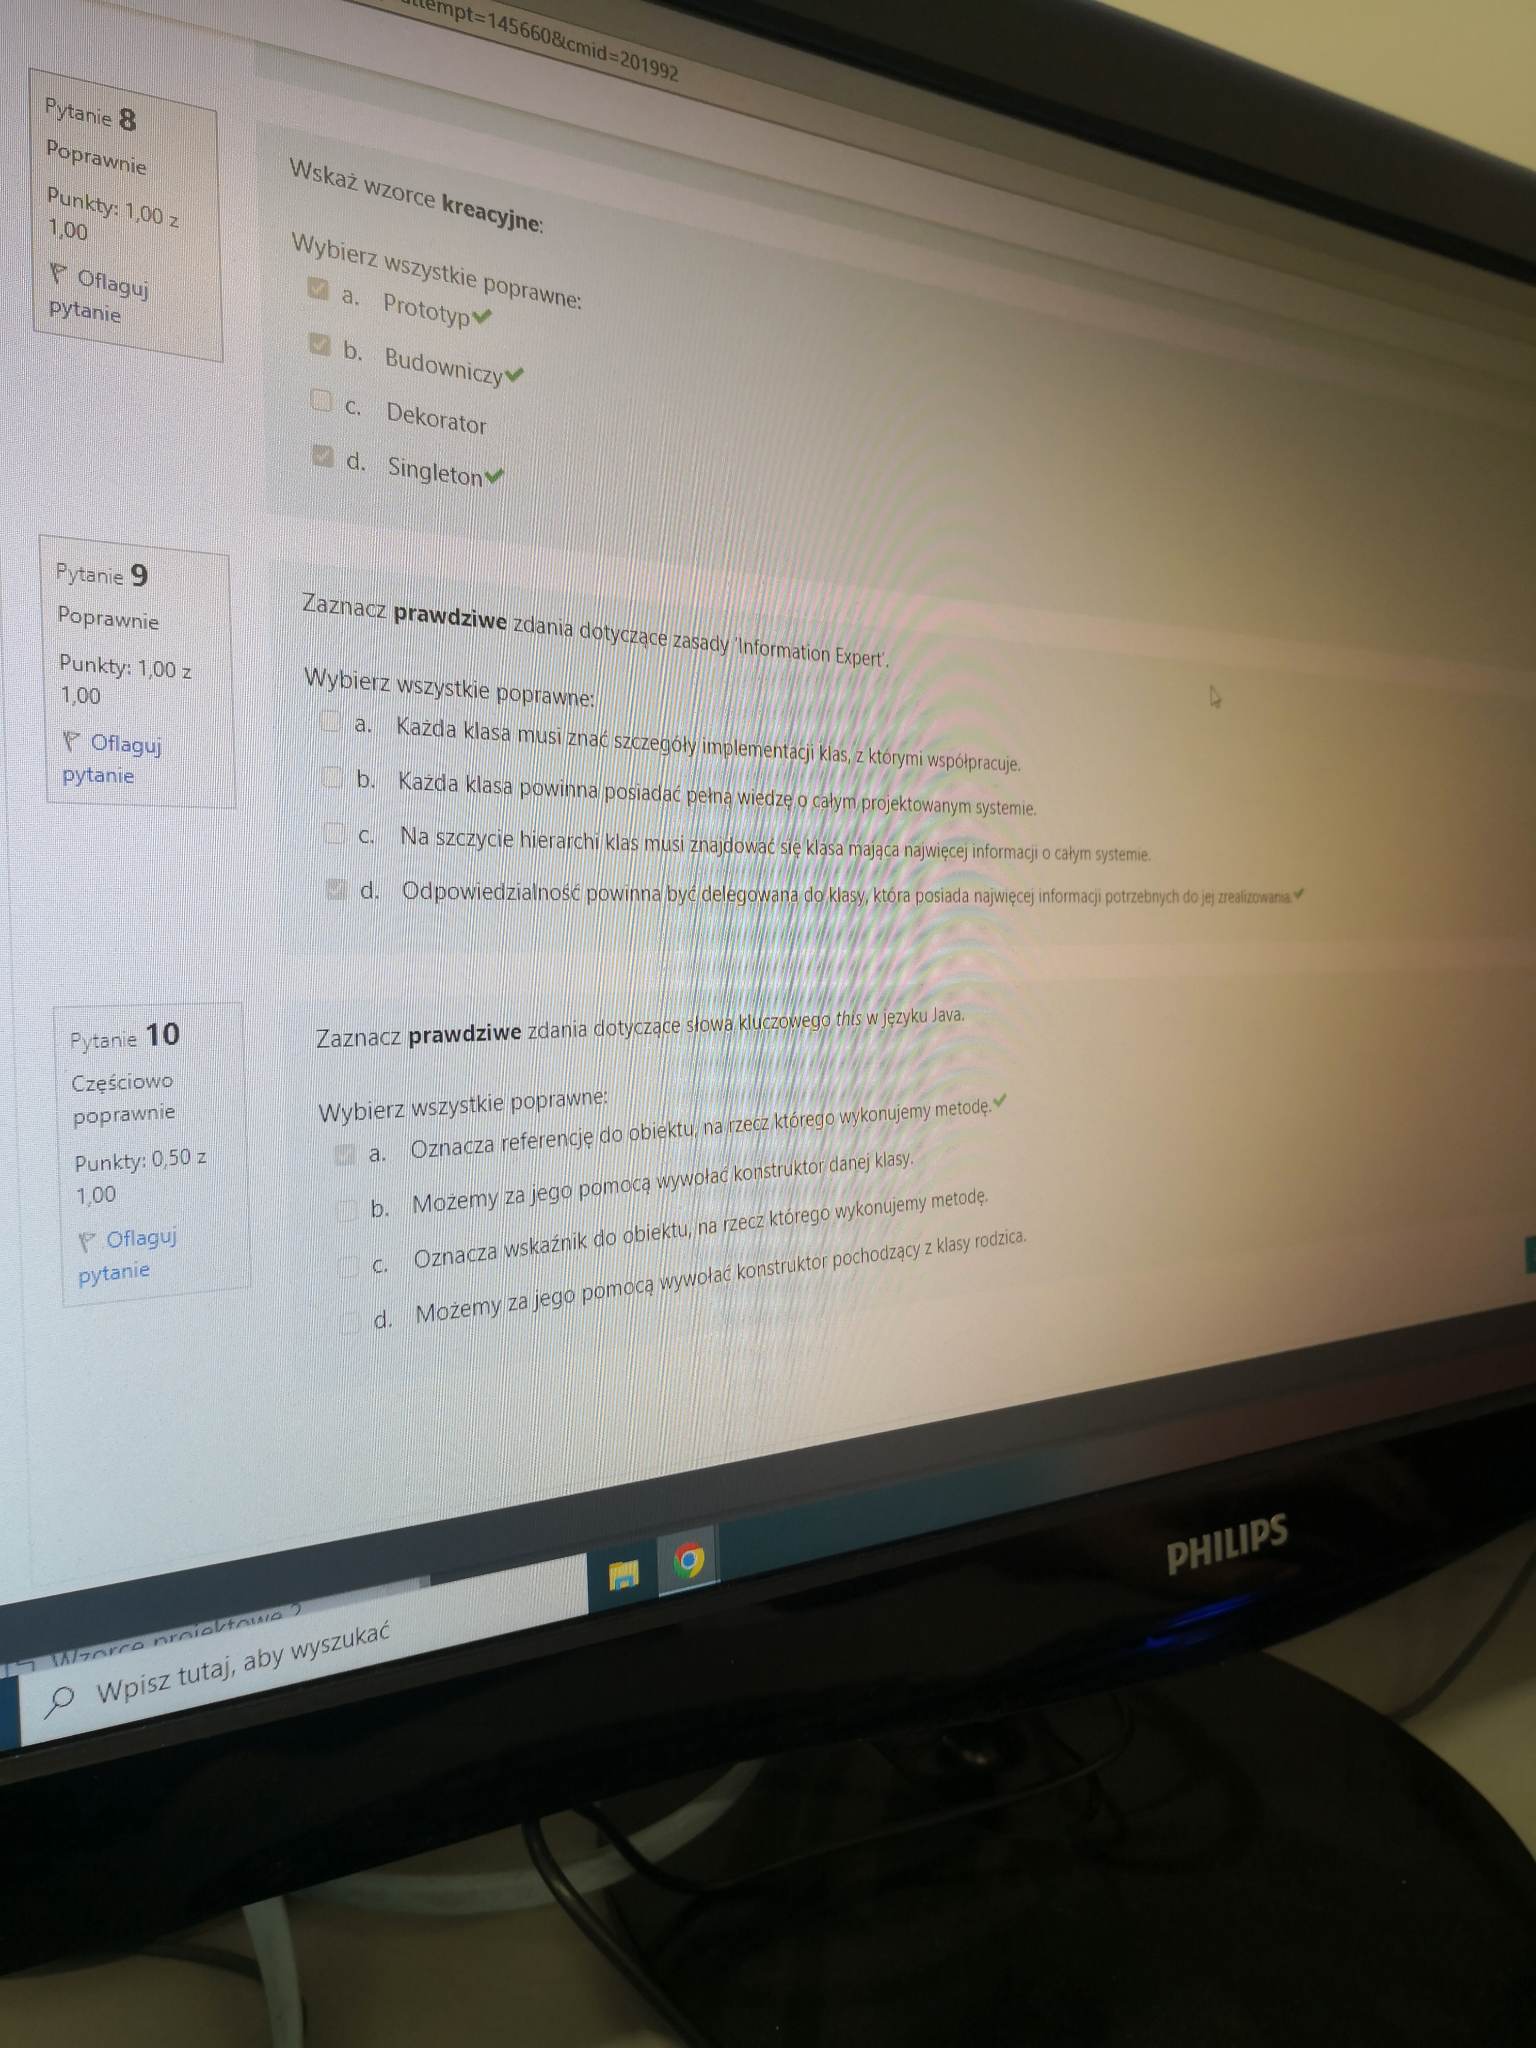 attempt=145660&cmid=201992
Pytanie 8
Poprawnie
Punkty: 1,00 z
1,00
Oflaguj
pytanie
Wskaż wzorce kreacyjne:
Wybierz wszystkie poprawne:
a. Prototyp
b. Budowniczy
c. Dekorator
d. Singleton
Pytanie 9
Poprawnie
Punkty: 1,00 z
1,00
Oflaguj
pytanie
Zaznacz prawdziwe zdania dotyczące zasady 'Information Expert'.
Wybierz wszystkie poprawne:
a. Każda klasa musi znać szczegóły implementacji klas, z którymi współpracuje.
b. Każda klasa powinna posiadać pełną wiedzę o całym projektowanym systemie.
c. Na szczycie hierarchi klas musi znajdować się klasa mająca najwięcej informacji o całym systemie.
d. Odpowiedzialność powinna być delegowana do klasy, która posiada najwięcej informacji potrzebnych do jej zrealizowania.
Pytanie 10
Częściowo
poprawnie
Punkty: 0,50 z
1,00
Oflaguj
pytanie
Zaznacz prawdziwe zdania dotyczące słowa kluczowego this w języku Java.
Wybierz wszystkie poprawne:
a. Oznacza referencję do obiektu, na rzecz którego wykonujemy metodę.
b. Możemy za jego pomocą wywołać konstruktor danej klasy.
c. Oznacza wskaźnik do obiektu, na rzecz którego wykonujemy metodę.
d. Możemy za jego pomocą wywołać konstruktor pochodzący z klasy rodzica.
Wzorce projektowe 2
Wpisz tutaj, aby wyszukać
PHILIPS